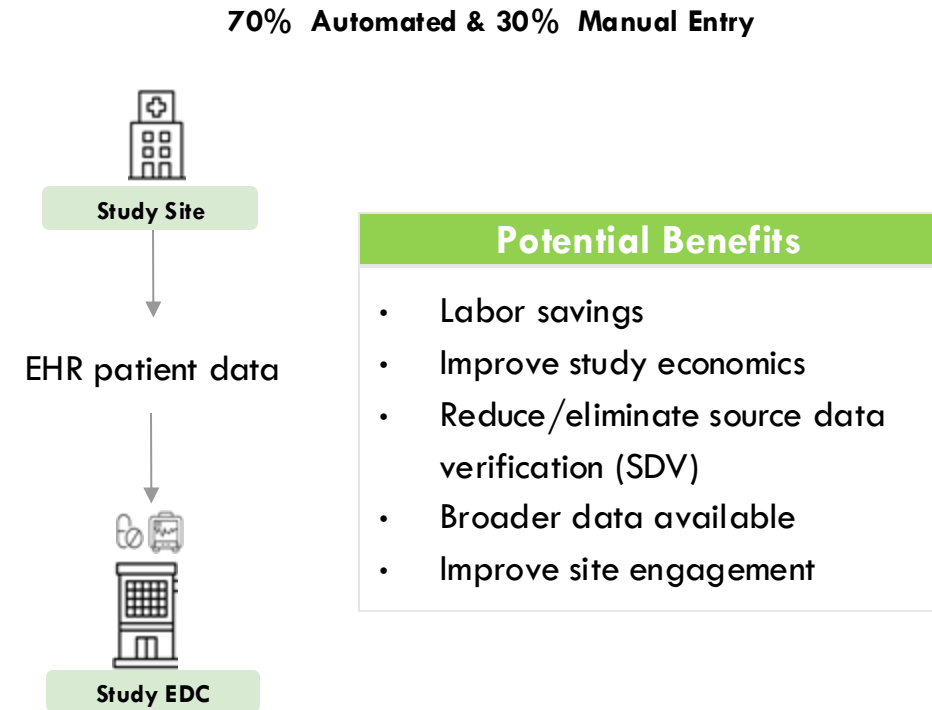 70% Automated & 30% Manual Entry
Study Site
EHR patient data
Study EDC
Potential Benefits
• Labor savings
• Improve study economics
• Reduce/eliminate source data
verification (SDV)
• Broader data available
• Improve site engagement